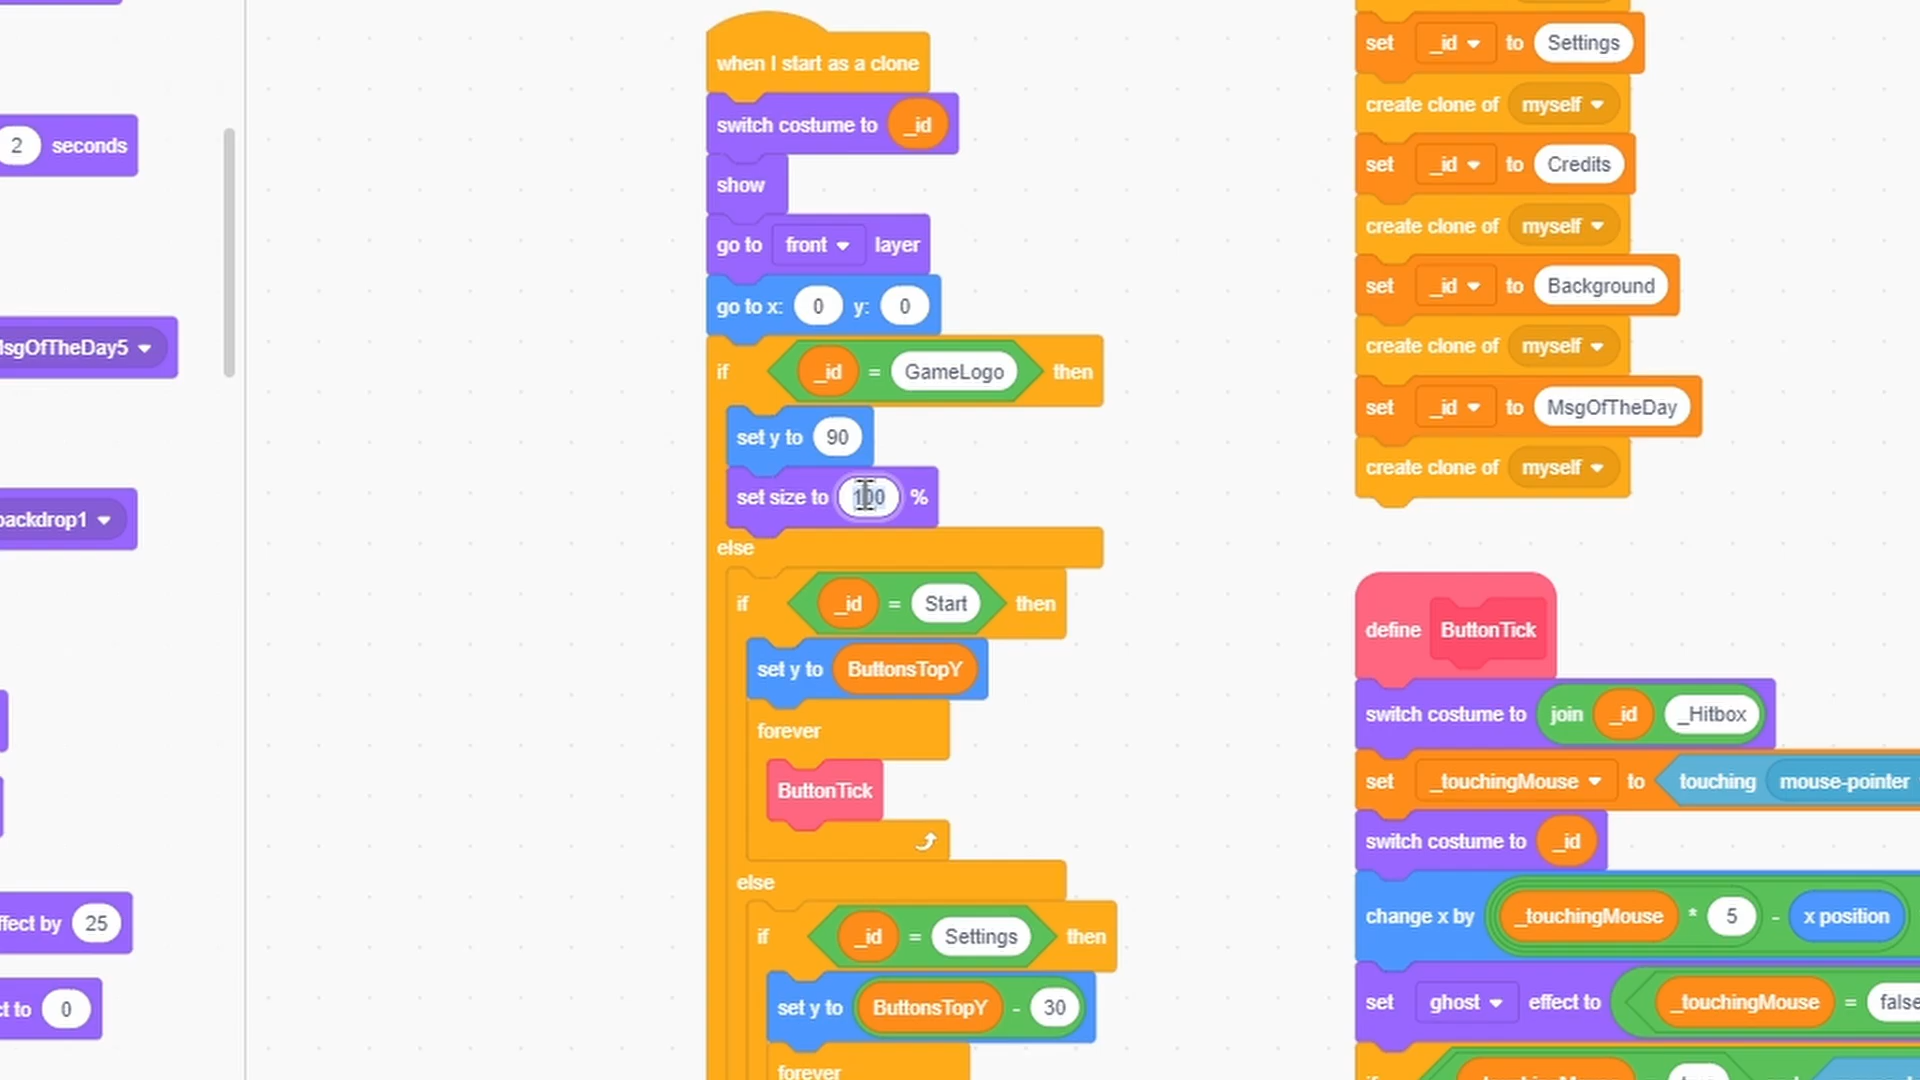 2 seconds
MsgOfTheDay5
backdrop1
effect by 25
0
when I start as a clone
switch costume to _id
show
go to front layer
go to x: 0 y: 0
if _id = GameLogo then
set y to 90
set size to 100 %
else
if _id = Start then
set y to ButtonsTopY
forever
ButtonTick
else
if _id = Settings then
set y to ButtonsTopY - 30
forever
set _id to Settings
create clone of myself
set _id to Credits
create clone of myself
set _id to Background
create clone of myself
set _id to MsgOfTheDay
create clone of myself
define ButtonTick
switch costume to join _id _Hitbox
set _touchingMouse to touching mouse-pointer
switch costume to _id
change x by _touchingMouse * 5 - x position
set ghost effect to _touchingMouse = false